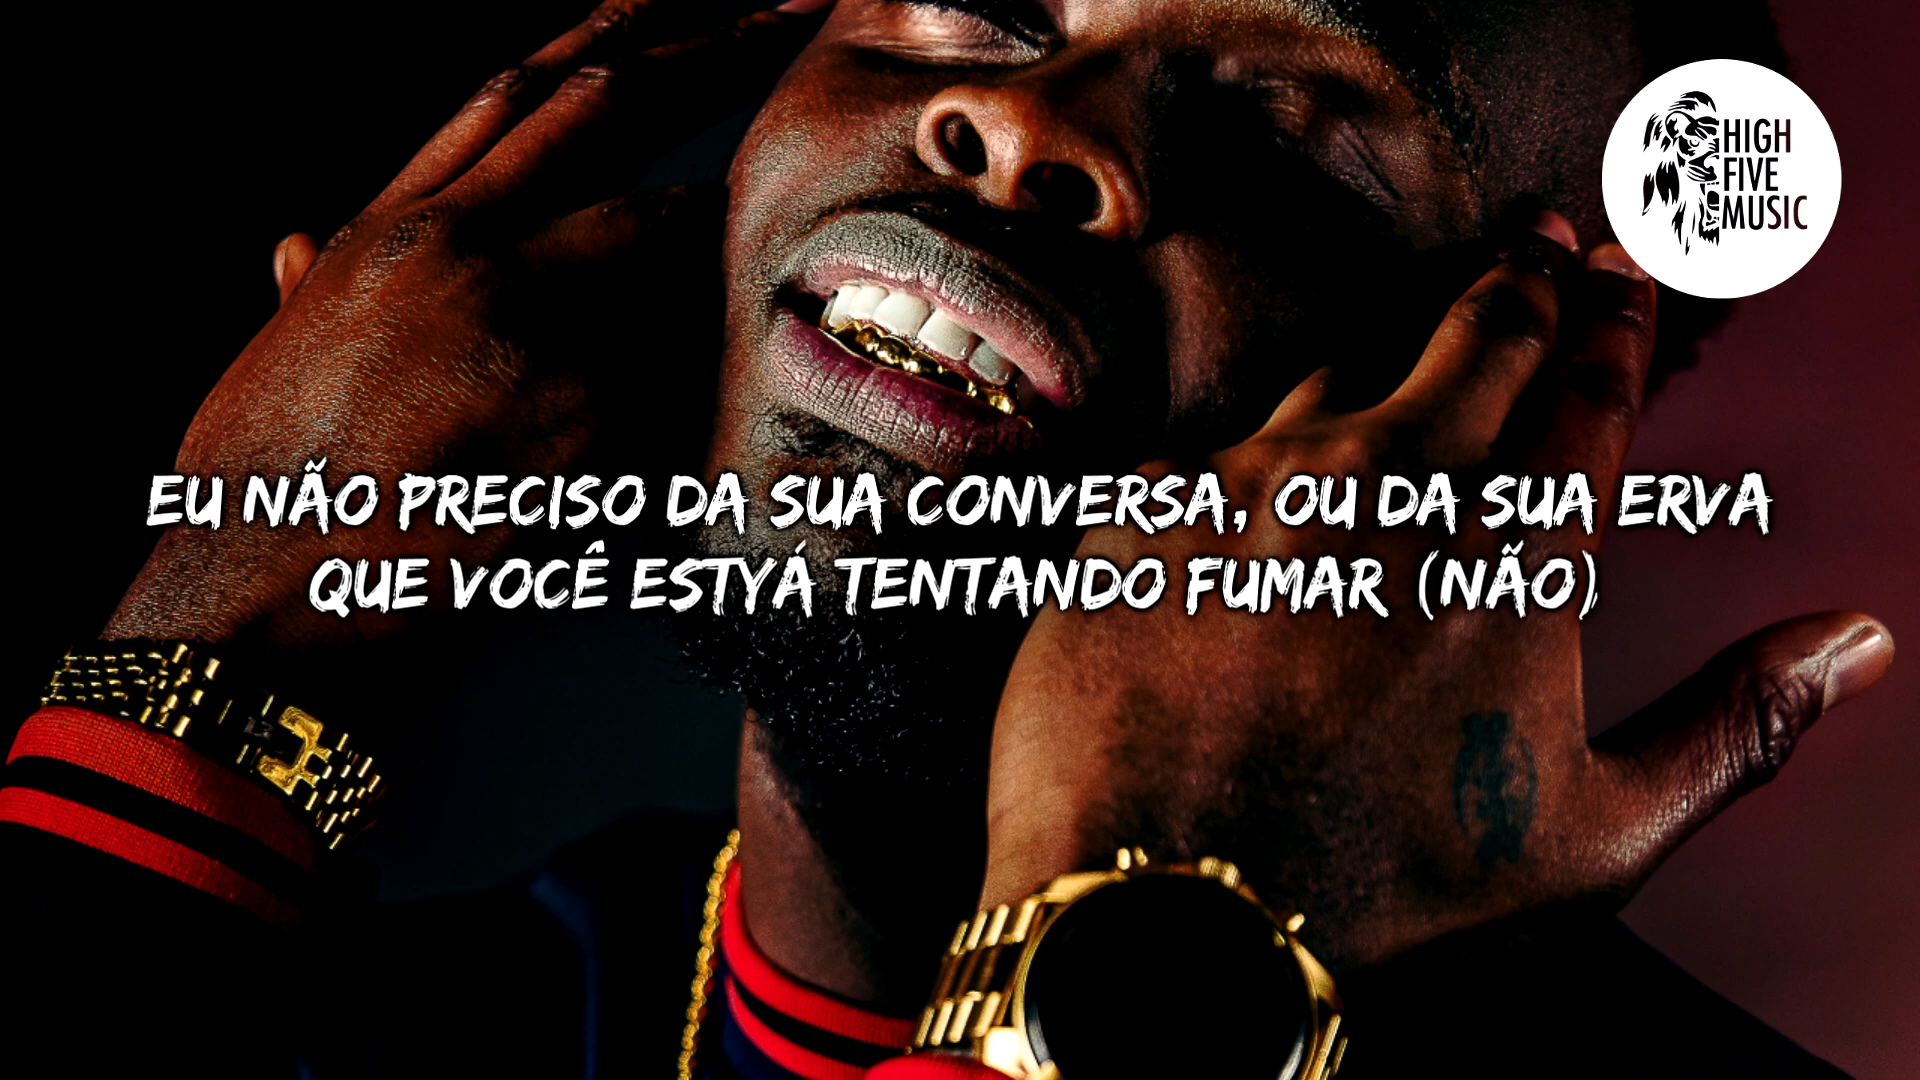 HIGH
FIVE
MUSIC
EU NÃO PRECISO DA SUA CONVERSA, OU DA SUA ERVA
QUE VOCÊ ESTYÁ TENTANDO FUMAR (NÃO)